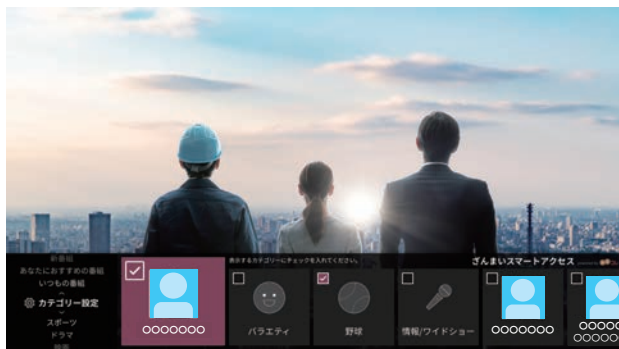 新番組
あなたにおすすめの番組
いつもの番組
カテゴリー設定
スポーツ
ドラマ
映画
表示するカテゴリーにチェックを入れてください。
ざんまいスマートアクセス
○○○○○○○
バラエティ
野球
情報/ワイドショー
○○○○○○○
○○○○○
○○○○○○